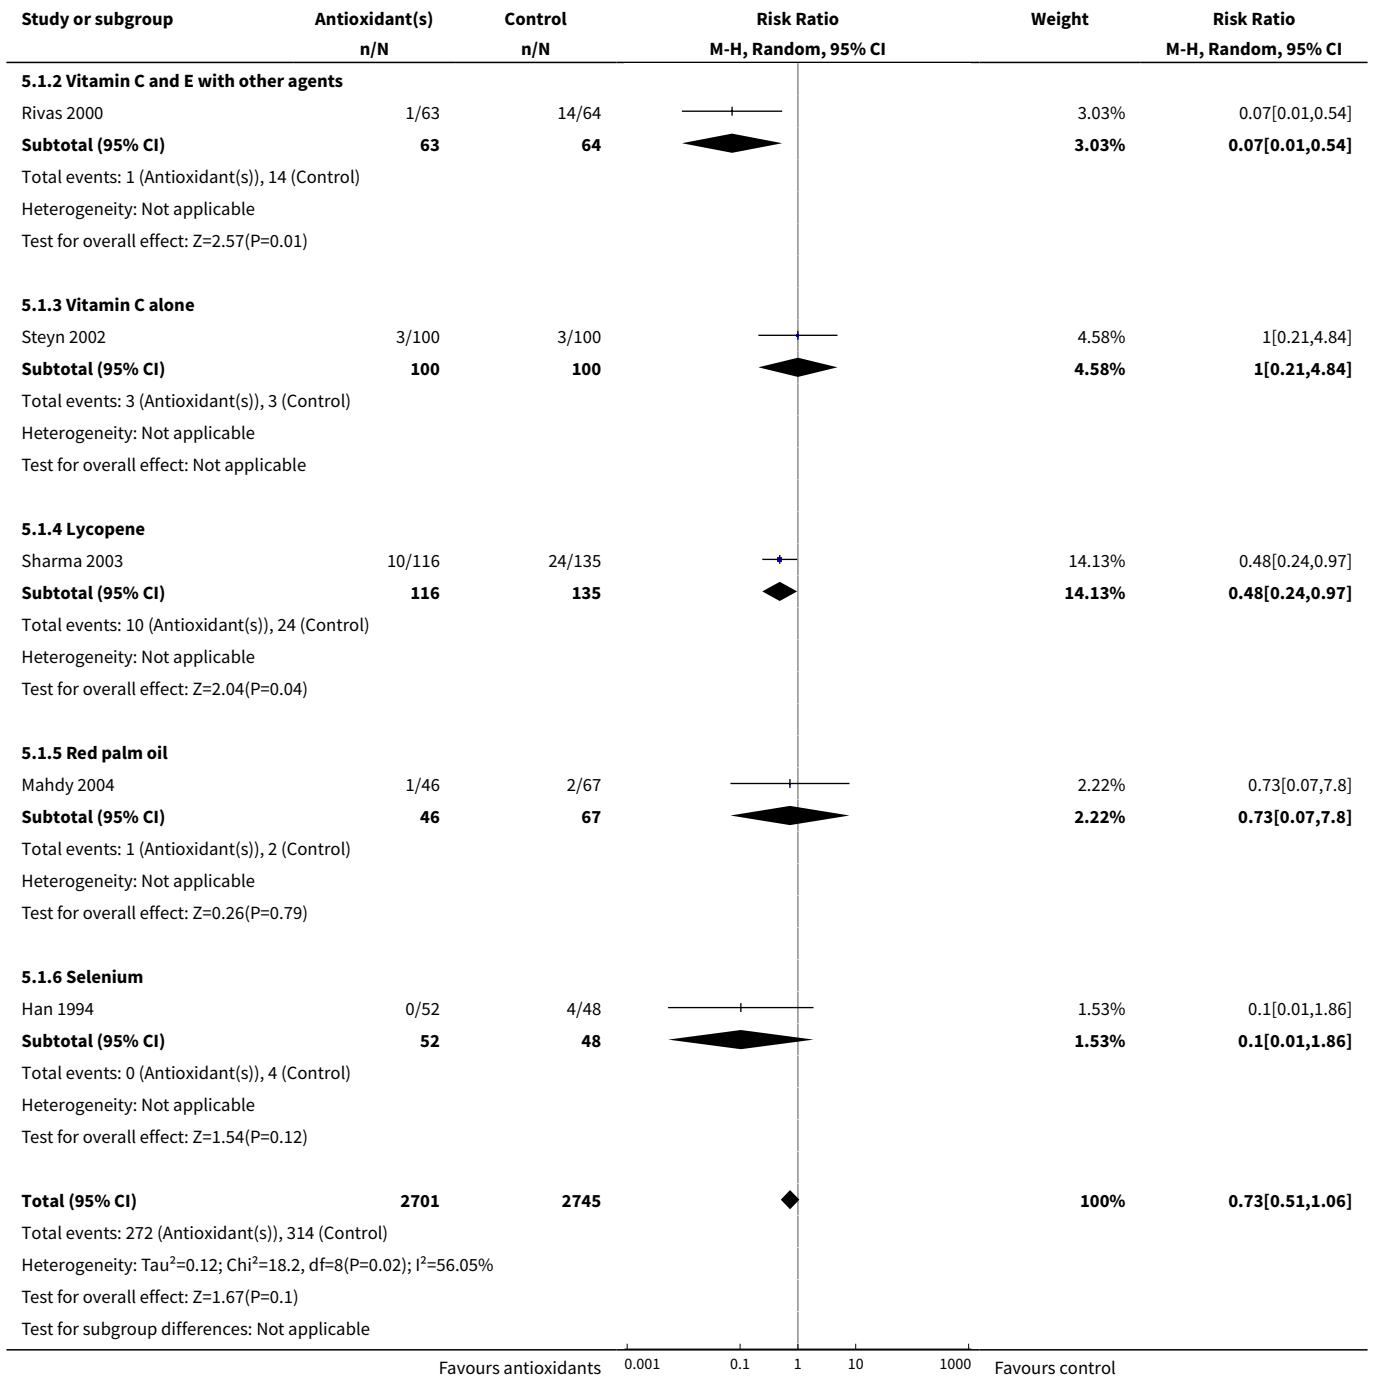 Study or subgroup Antioxidant(s) Control Risk Ratio Weight Risk Ratio
n/N n/N M-H, Random, 95% CI M-H, Random, 95% CI
5.1.2 Vitamin C and E with other agents
Rivas 2000 1/63 14/64 3.03% 0.07[0.01,0.54]
Subtotal (95% CI) 63 64 3.03% 0.07[0.01,0.54]
Total events: 1 (Antioxidant(s)), 14 (Control)
Heterogeneity: Not applicable
Test for overall effect: Z=2.57(P=0.01)
5.1.3 Vitamin C alone
Steyn 2002 3/100 3/100 4.58% 1[0.21,4.84]
Subtotal (95% CI) 100 100 4.58% 1[0.21,4.84]
Total events: 3 (Antioxidant(s)), 3 (Control)
Heterogeneity: Not applicable
Test for overall effect: Not applicable
5.1.4 Lycopene
Sharma 2003 10/116 24/135 14.13% 0.48[0.24,0.97]
Subtotal (95% CI) 116 135 14.13% 0.48[0.24,0.97]
Total events: 10 (Antioxidant(s)), 24 (Control)
Heterogeneity: Not applicable
Test for overall effect: Z=2.04(P=0.04)
5.1.5 Red palm oil
Mahdy 2004 1/46 2/67 2.22% 0.73[0.07,7.8]
Subtotal (95% CI) 46 67 2.22% 0.73[0.07,7.8]
Total events: 1 (Antioxidant(s)), 2 (Control)
Heterogeneity: Not applicable
Test for overall effect: Z=0.26(P=0.79)
5.1.6 Selenium
Han 1994 0/52 4/48 1.53% 0.1[0.01,1.86]
Subtotal (95% CI) 52 48 1.53% 0.1[0.01,1.86]
Total events: 0 (Antioxidant(s)), 4 (Control)
Heterogeneity: Not applicable
Test for overall effect: Z=1.54(P=0.12)
Total (95% CI) 2701 2745 100% 0.73[0.51,1.06]
Total events: 272 (Antioxidant(s)), 314 (Control)
Heterogeneity: Tau²=0.12; Chi²=18.2, df=8(P=0.02); I²=56.05%
Test for overall effect: Z=1.67(P=0.1)
Test for subgroup differences: Not applicable
Favours antioxidants 0.001 0.1 1 10 1000 Favours control